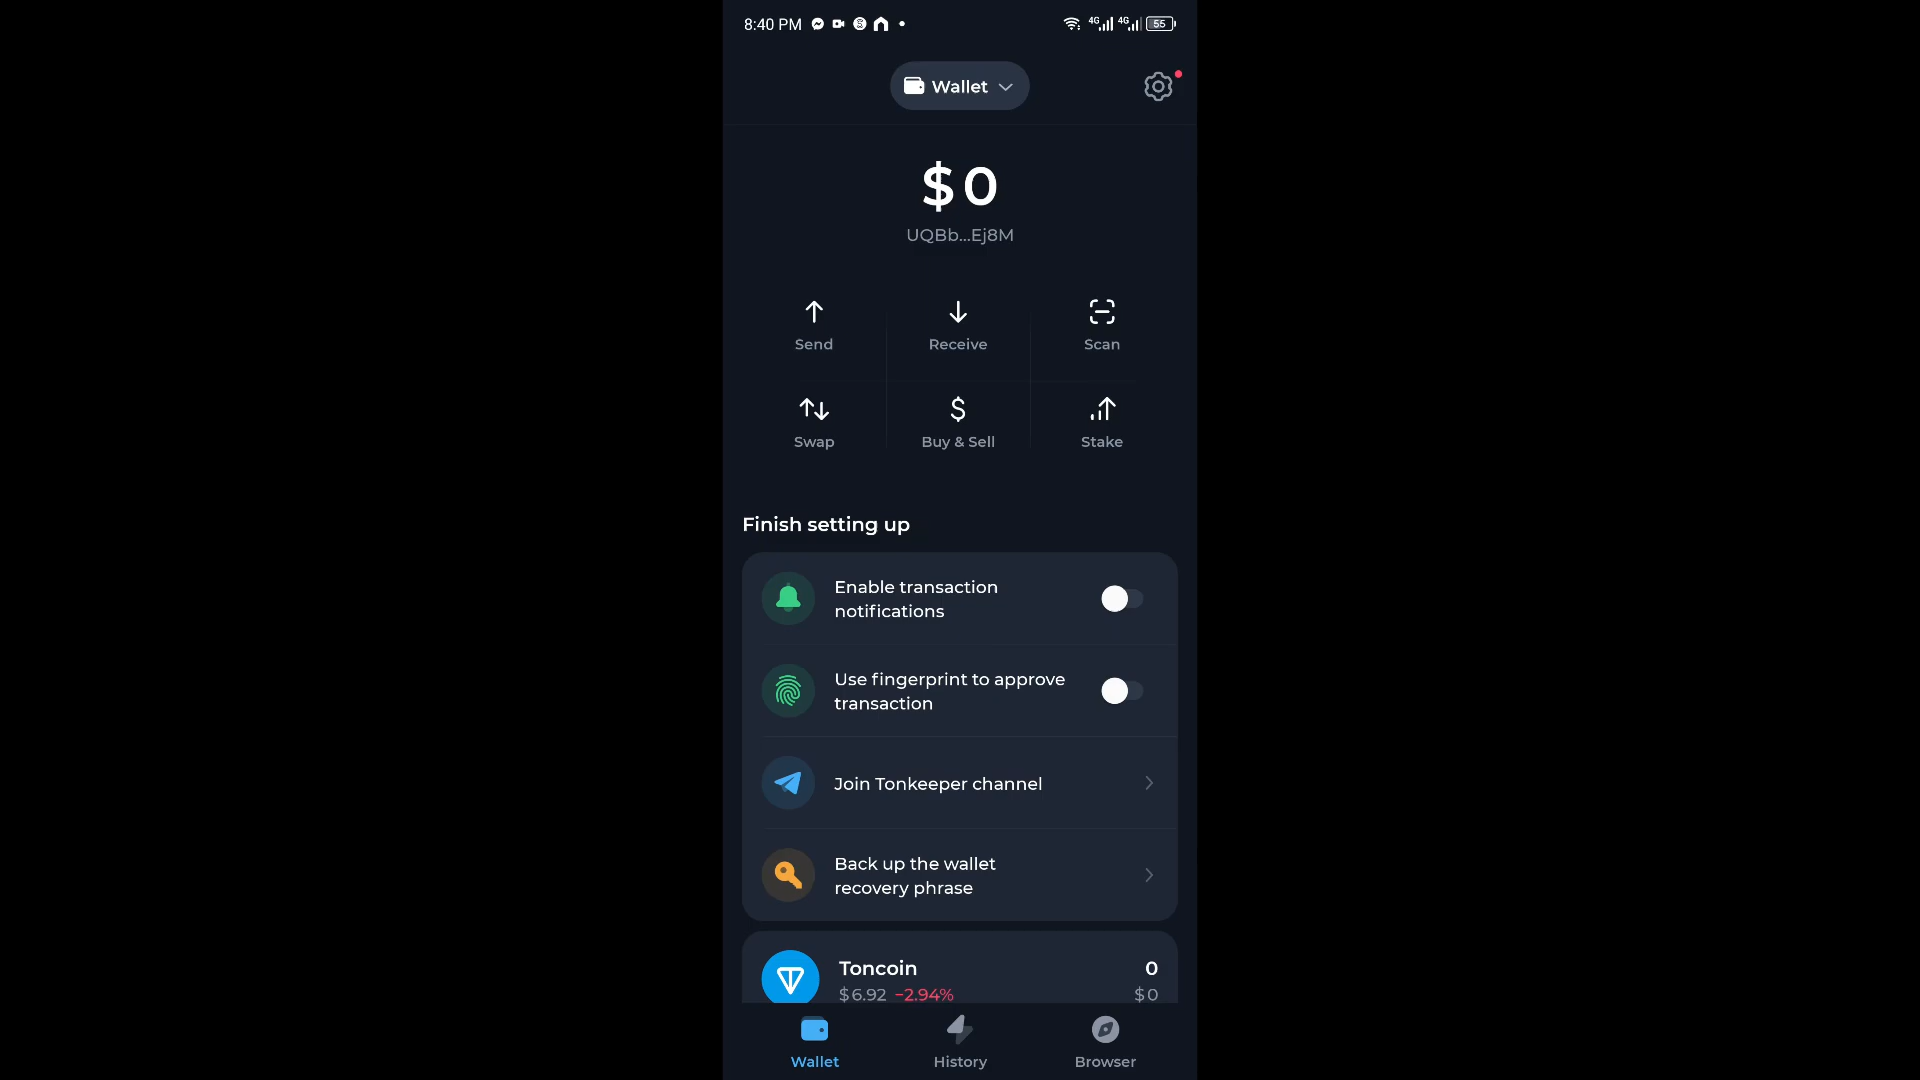 8:40 PM
4G 4G 55
Wallet
$0
UQBb...Ej8M
Send Receive Scan
Swap Buy & Sell Stake
Finish setting up
Enable transaction
notifications
Use fingerprint to approve
transaction
Join Tonkeeper channel
Back up the wallet
recovery phrase
Toncoin 0
$6.92 −2.94% $0
Wallet History Browser